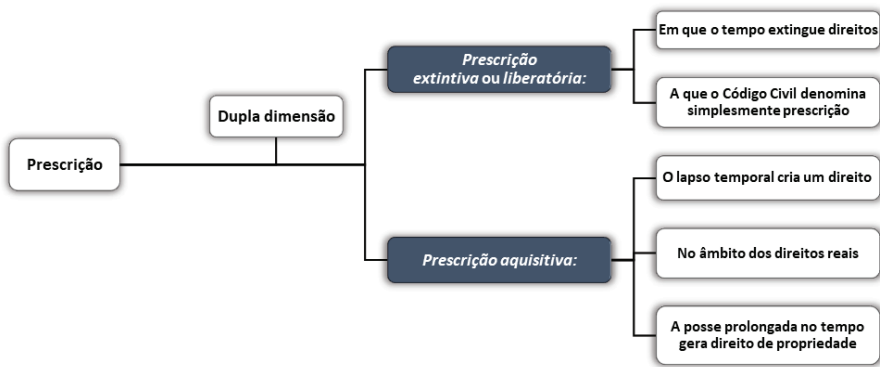 Prescrição
Dupla dimensão
Prescrição
extintiva ou liberatória:
Em que o tempo extingue direitos
A que o Código Civil denomina
simplesmente prescrição
Prescrição aquisitiva:
O lapso temporal cria um direito
No âmbito dos direitos reais
A posse prolongada no tempo
gera direito de propriedade